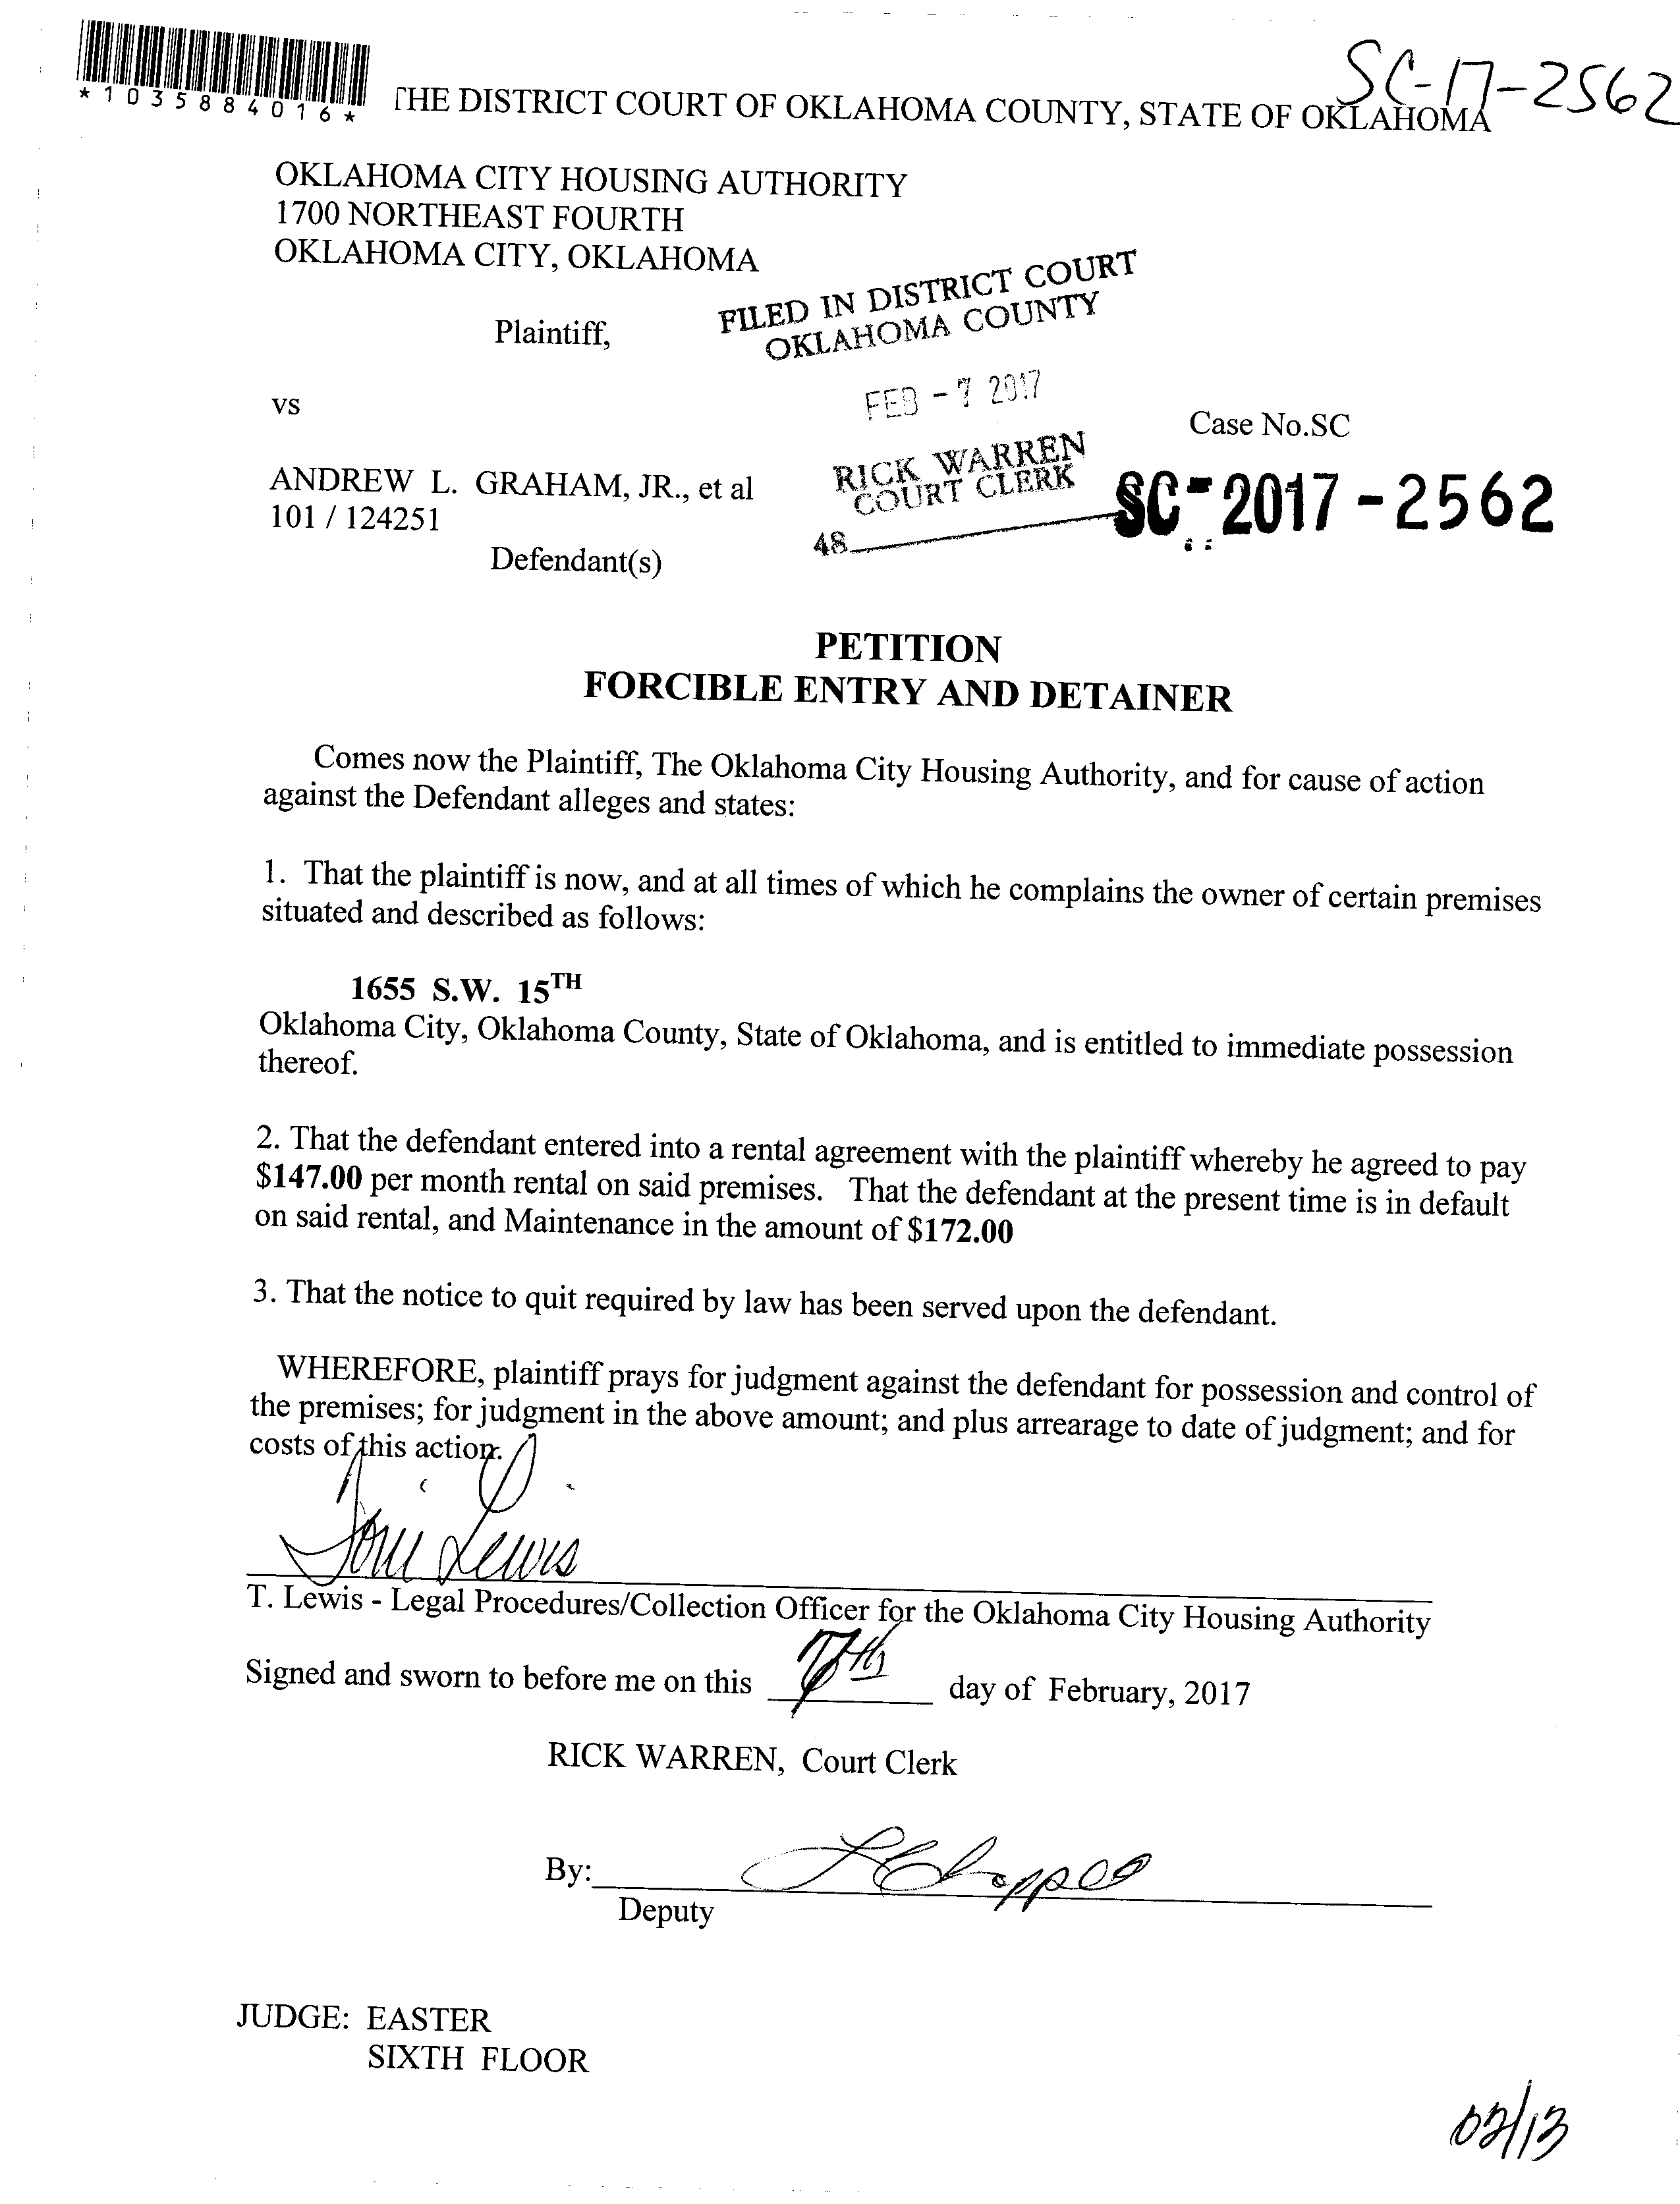 SC-17-2562
*1035884016*
THE DISTRICT COURT OF OKLAHOMA COUNTY, STATE OF OKLAHOMA
OKLAHOMA CITY HOUSING AUTHORITY
1700 NORTHEAST FOURTH
OKLAHOMA CITY, OKLAHOMA
FILED IN DISTRICT COURT
OKLAHOMA COUNTY
Plaintiff,
FEB - 7 2017
vs
Case No.SC
RICK WARREN
COURT CLERK
ANDREW L. GRAHAM, JR., et al
SC-2017-2562
101 / 124251
48
Defendant(s)
PETITION
FORCIBLE ENTRY AND DETAINER
Comes now the Plaintiff, The Oklahoma City Housing Authority, and for cause of action
against the Defendant alleges and states:
1. That the plaintiff is now, and at all times of which he complains the owner of certain premises
situated and described as follows:
1655 S.W. 15TH
Oklahoma City, Oklahoma County, State of Oklahoma, and is entitled to immediate possession
thereof.
2. That the defendant entered into a rental agreement with the plaintiff whereby he agreed to pay
$147.00 per month rental on said premises. That the defendant at the present time is in default
on said rental, and Maintenance in the amount of $172.00
3. That the notice to quit required by law has been served upon the defendant.
WHEREFORE, plaintiff prays for judgment against the defendant for possession and control of
the premises; for judgment in the above amount; and plus arrearage to date of judgment; and for
costs of this action.
Toni Lewis
T. Lewis - Legal Procedures/Collection Officer for the Oklahoma City Housing Authority
Signed and sworn to before me on this 7th day of February, 2017
RICK WARREN, Court Clerk
By:
Deputy
JUDGE: EASTER
SIXTH FLOOR
02/13